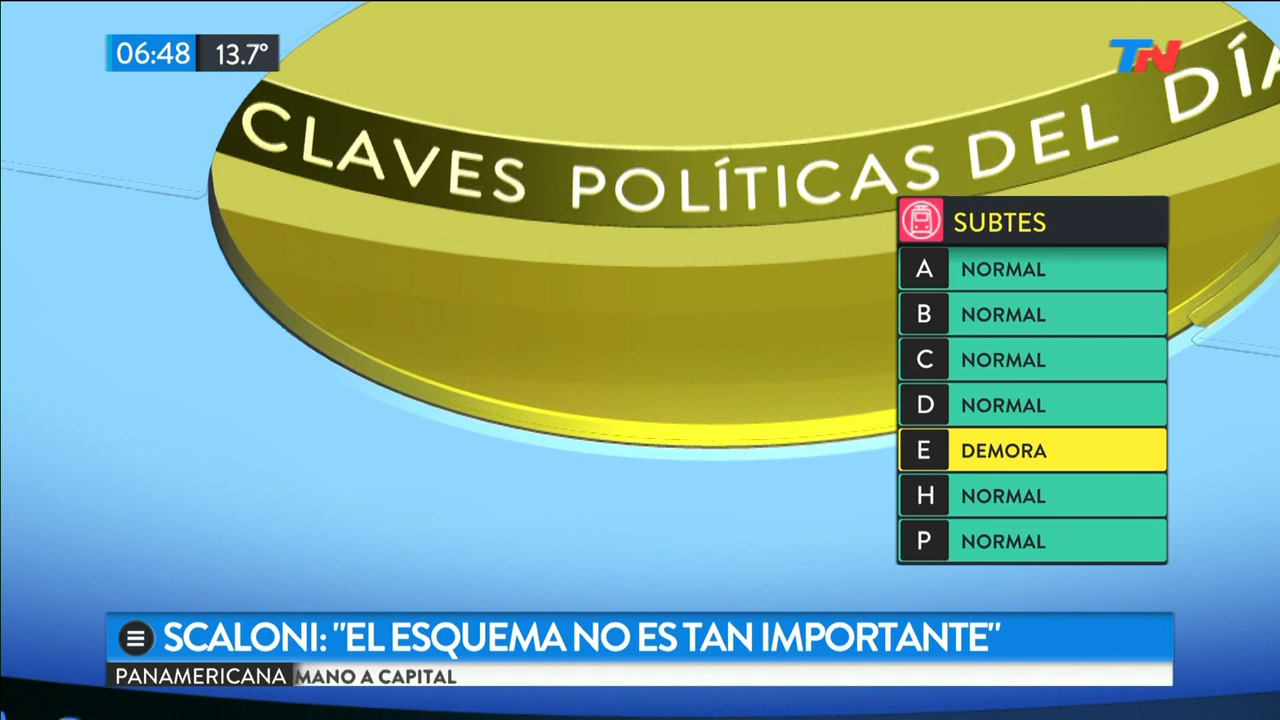 06:48 13.7°
TN
CLAVES POLÍTICAS DEL DÍA
SUBTES
A NORMAL
B NORMAL
C NORMAL
D NORMAL
E DEMORA
H NORMAL
P NORMAL
SCALONI: "EL ESQUEMA NO ES TAN IMPORTANTE"
PANAMERICANA MANO A CAPITAL